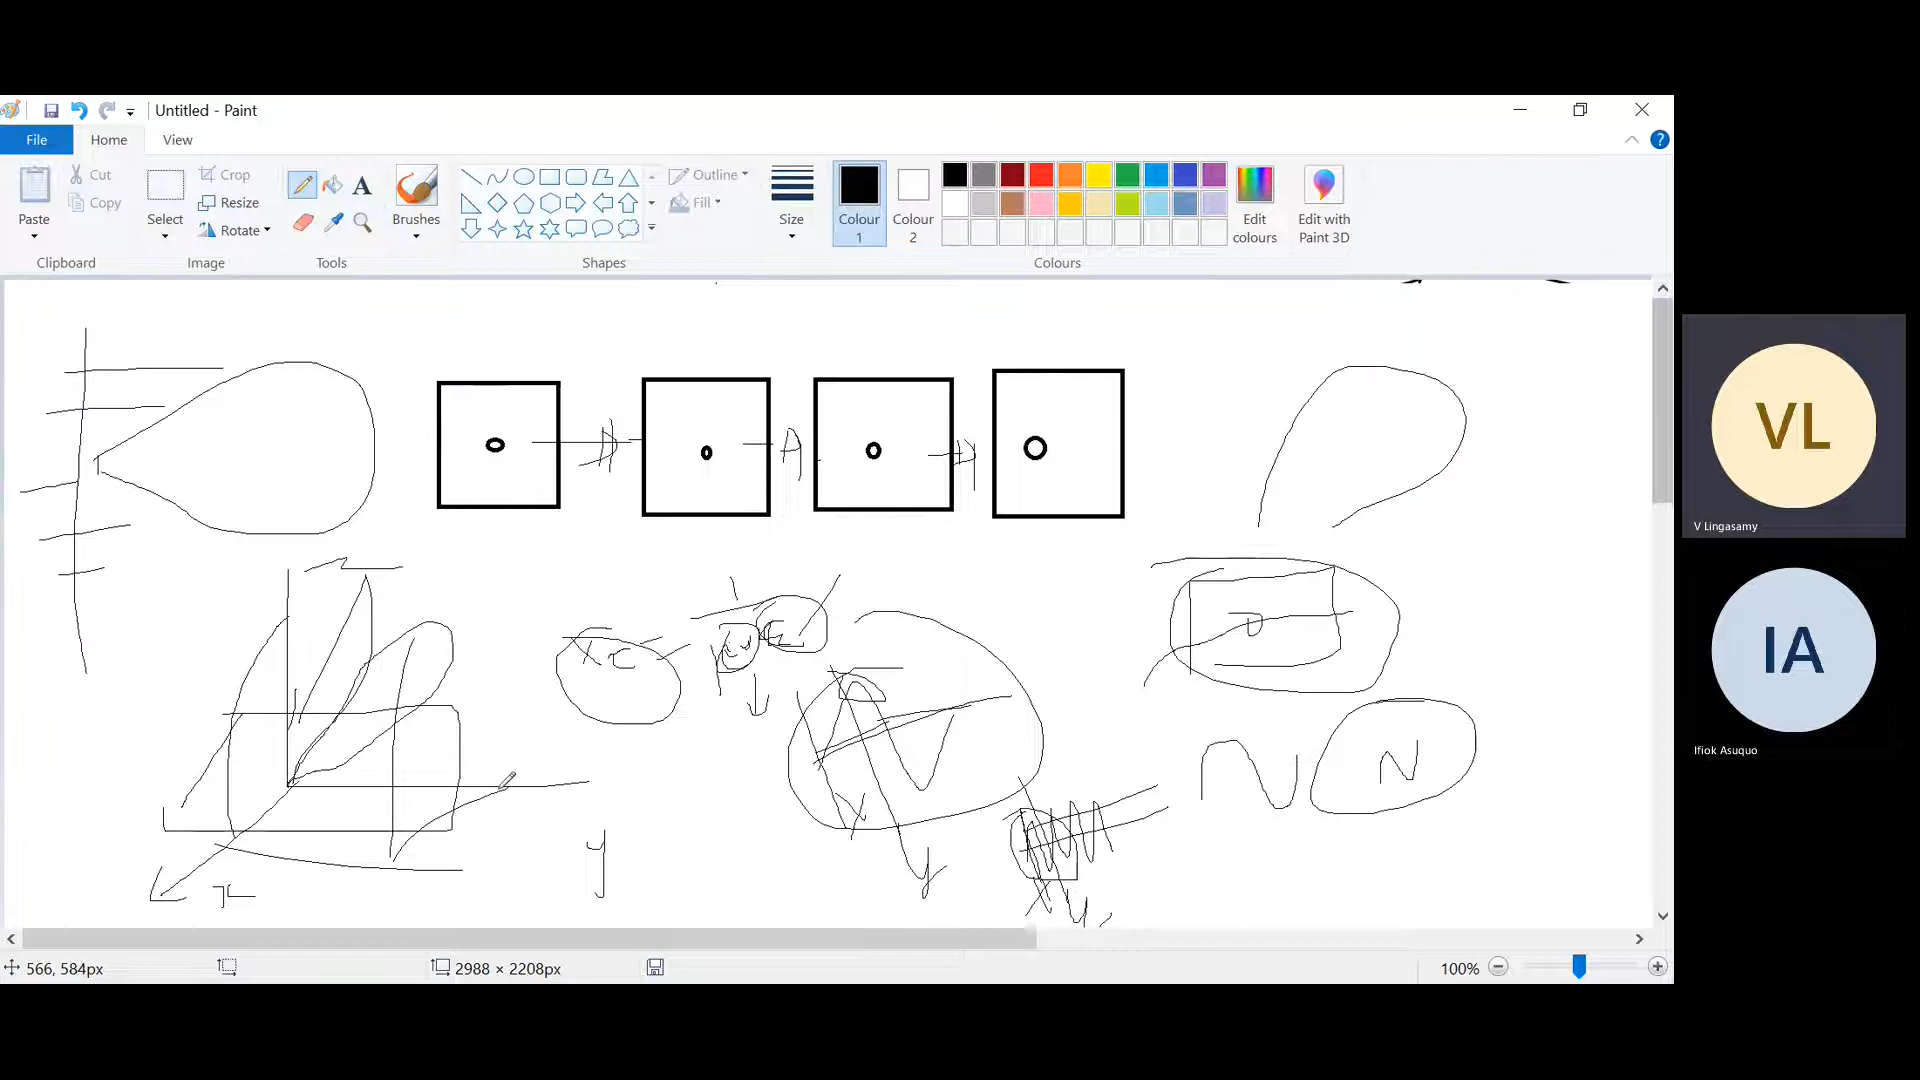 Untitled - Paint
File Home View
Cut
Copy
Paste
Clipboard
Select
Crop
Resize
Rotate
Image
A
Tools
Brushes
Shapes
Outline
Fill
Size
Colour 1
Colour 2
Edit colours
Edit with Paint 3D
Colours
?
VL
V Lingasamy
IA
Ifiok Asuquo
N
y
y
566, 584px
2988 × 2208px
100%